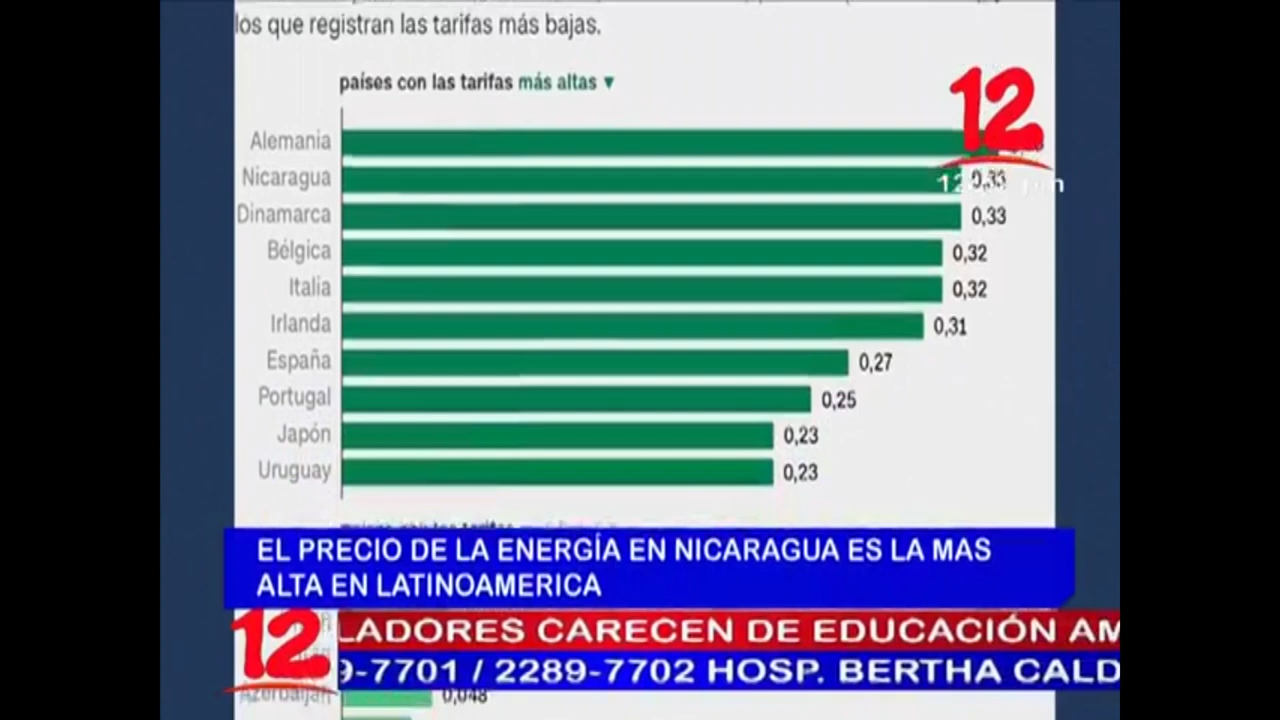 los que registran las tarifas más bajas.
países con las tarifas más altas ▼
12
Alemania
Nicaragua 0,33
Dinamarca 0,33
Bélgica 0,32
Italia 0,32
Irlanda 0,31
España 0,27
Portugal 0,25
Japón 0,23
Uruguay 0,23
EL PRECIO DE LA ENERGÍA EN NICARAGUA ES LA MAS
ALTA EN LATINOAMERICA
12
LADORES CARECEN DE EDUCACIÓN AM
9-7701 / 2289-7702 HOSP. BERTHA CALD
Azerbaijan 0,048